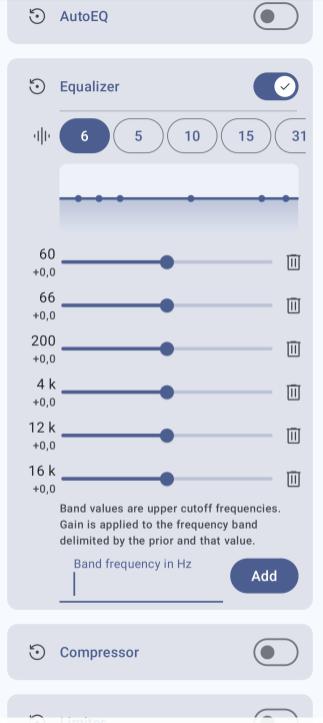 AutoEQ
Equalizer
6 5 10 15 31
60
+0,0
66
+0,0
200
+0,0
4 k
+0,0
12 k
+0,0
16 k
+0,0
Band values are upper cutoff frequencies.
Gain is applied to the frequency band
delimited by the prior and that value.
Band frequency in Hz
Add
Compressor
Limiter